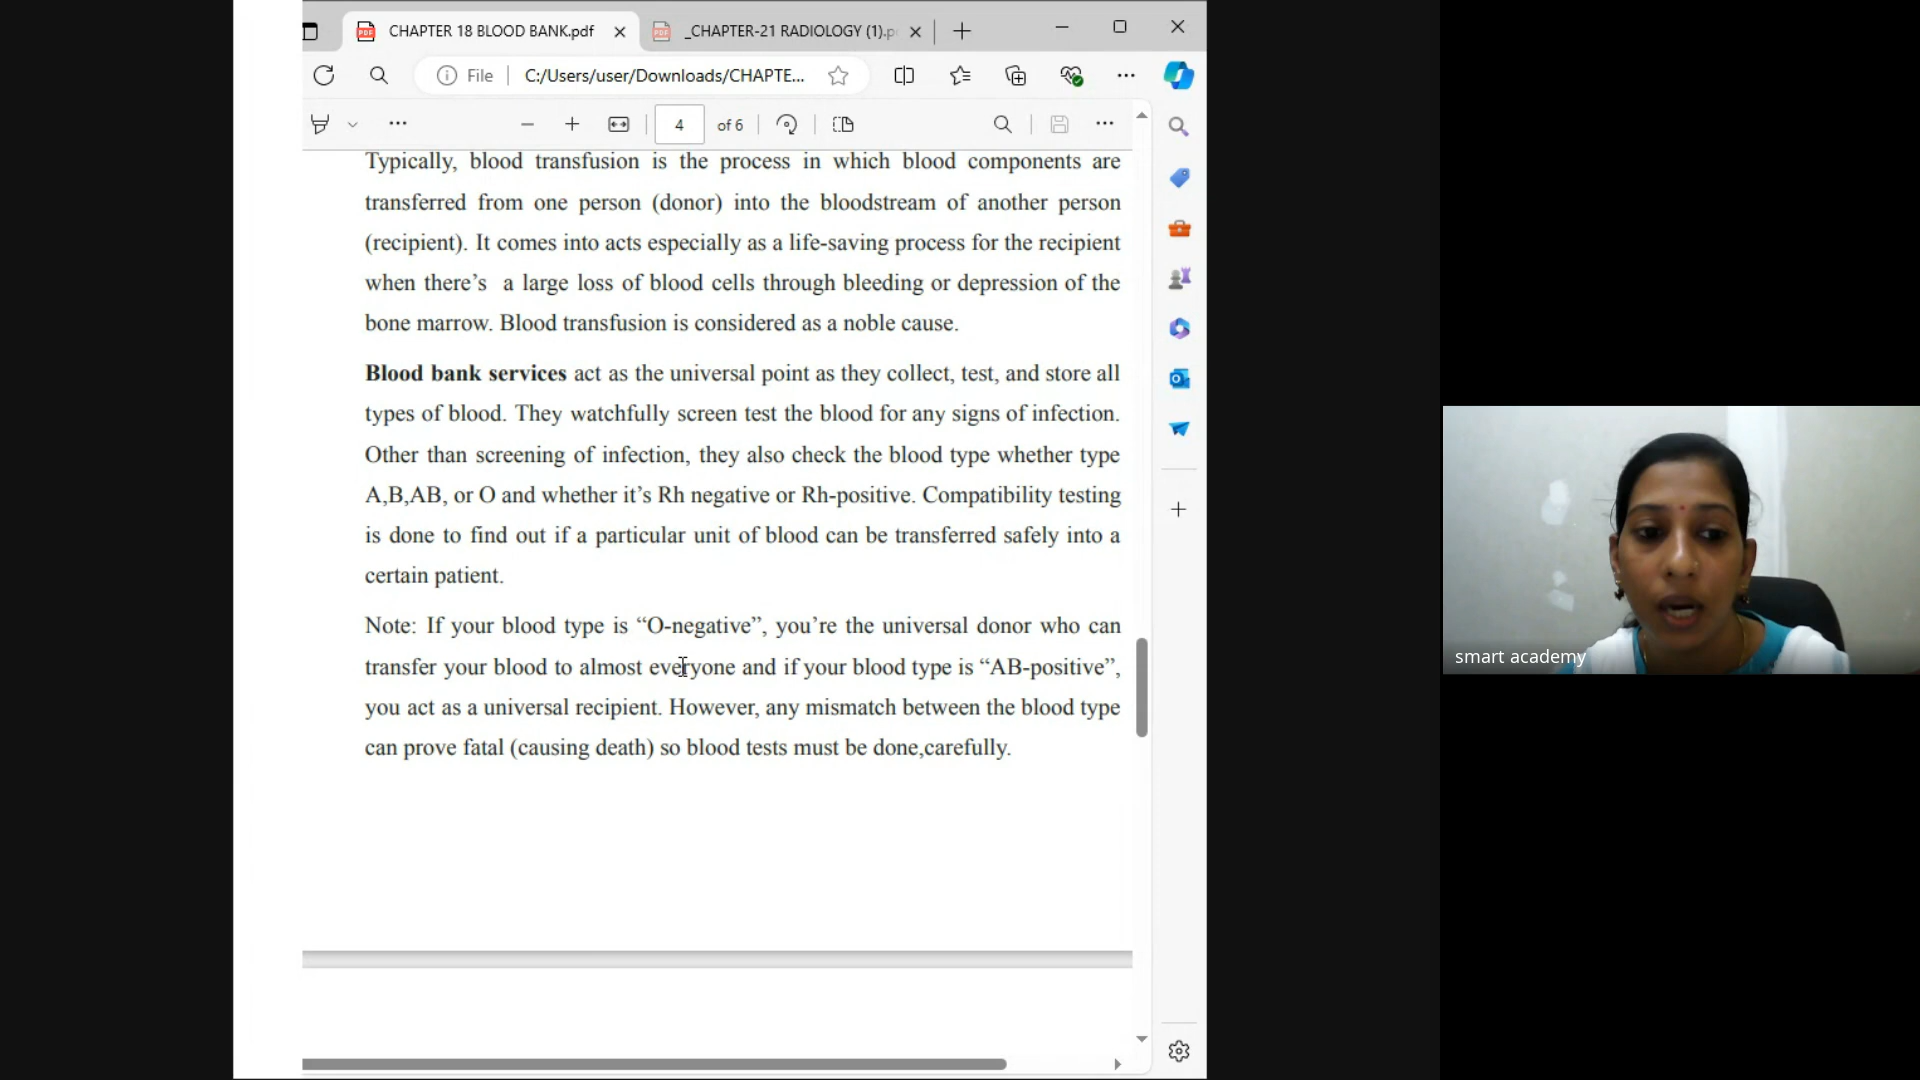 CHAPTER 18 BLOOD BANK.pdf
_CHAPTER-21 RADIOLOGY (1).p
File
C:/Users/user/Downloads/CHAPTE...
4 of 6
Typically, blood transfusion is the process in which blood components are
transferred from one person (donor) into the bloodstream of another person
(recipient). It comes into acts especially as a life-saving process for the recipient
when there’s a large loss of blood cells through bleeding or depression of the
bone marrow. Blood transfusion is considered as a noble cause.
Blood bank services act as the universal point as they collect, test, and store all
types of blood. They watchfully screen test the blood for any signs of infection.
Other than screening of infection, they also check the blood type whether type
A,B,AB, or O and whether it’s Rh negative or Rh-positive. Compatibility testing
is done to find out if a particular unit of blood can be transferred safely into a
certain patient.
Note: If your blood type is “O-negative”, you’re the universal donor who can
transfer your blood to almost everyone and if your blood type is “AB-positive”,
you act as a universal recipient. However, any mismatch between the blood type
can prove fatal (causing death) so blood tests must be done,carefully.
smart academy